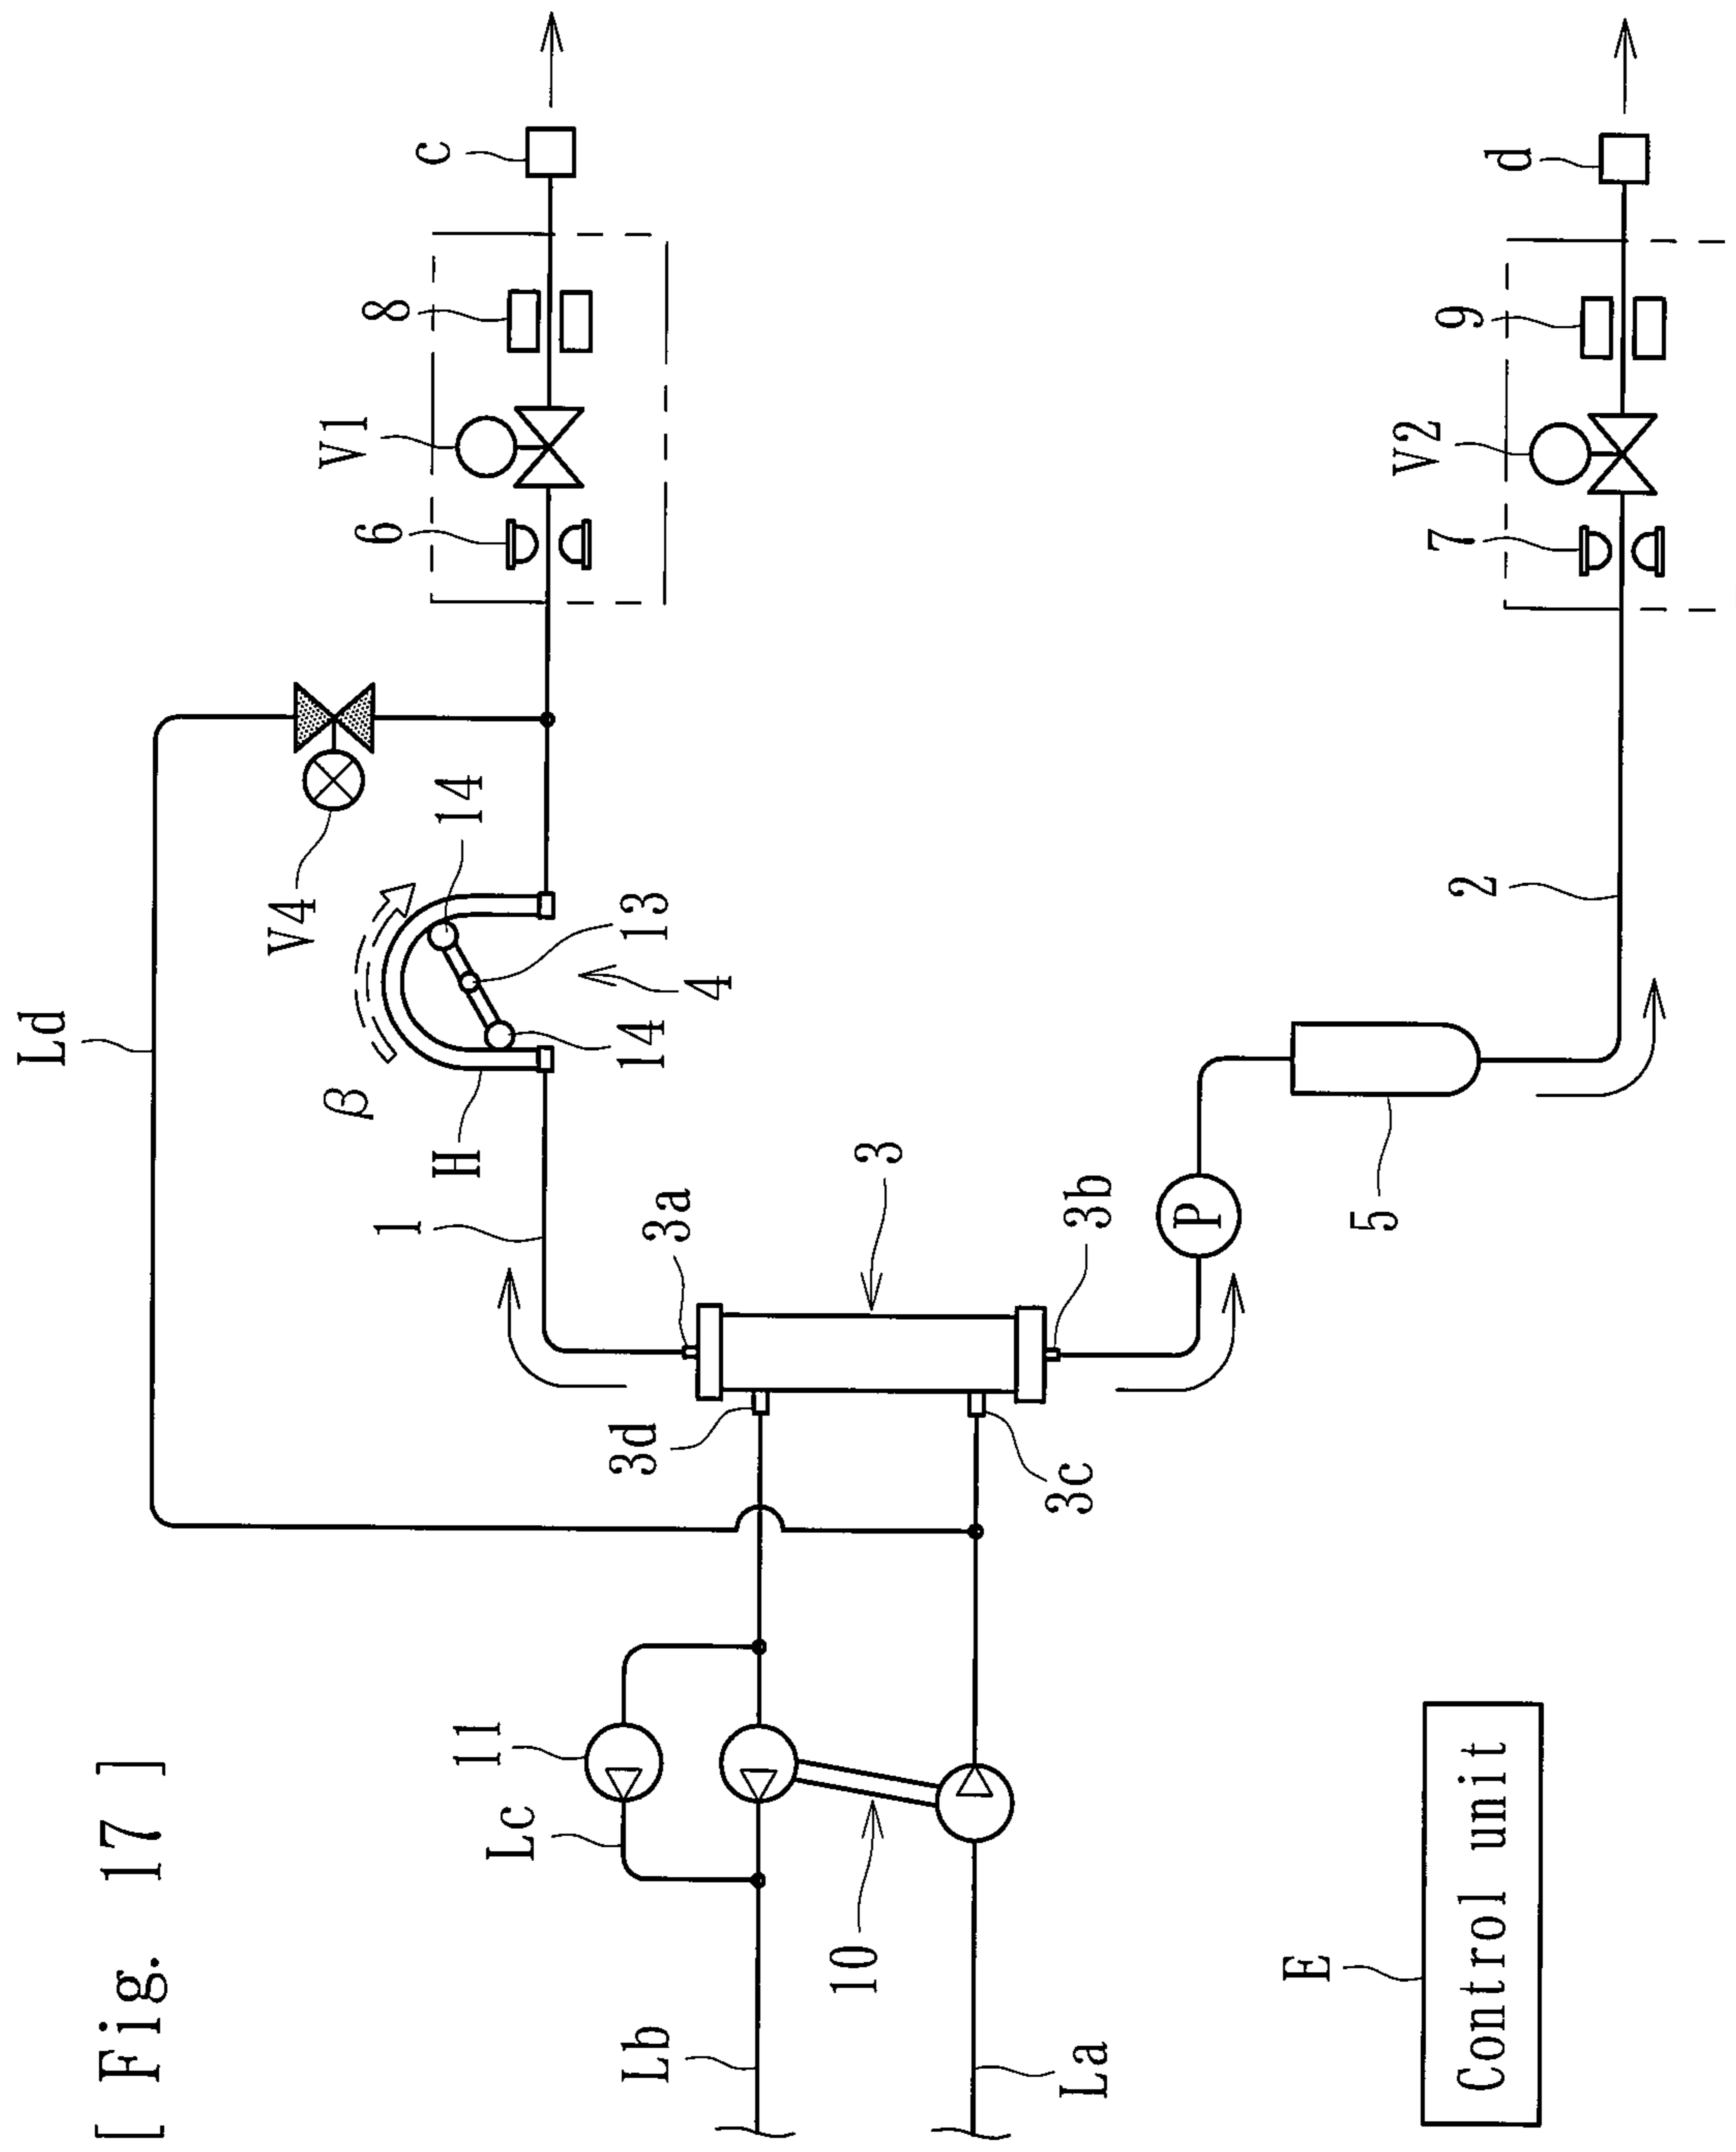 [ Fig. 17 ]
Ld
V4
β
H
14
13
14
4
1
V1
6
8
c
3a
3
3b
3d
3c
P
5
2
V2
7
9
d
11
Lc
10
Lb
La
E
Control unit